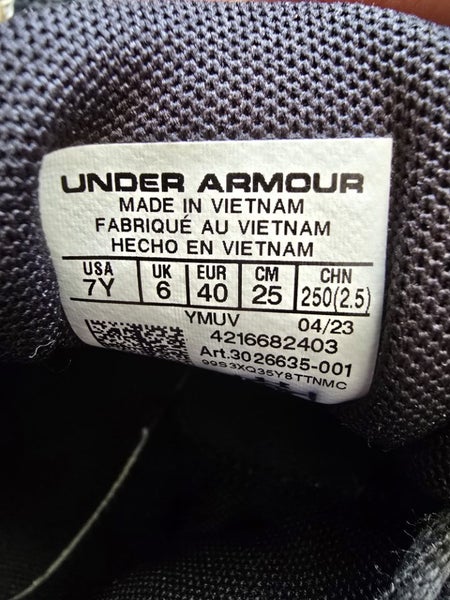 UNDER ARMOUR
MADE IN VIETNAM
FABRIQUÉ AU VIETNAM
HECHO EN VIETNAM
USA UK EUR CM CHN
7Y 6 40 25 250(2.5)
YMUV 04/23
4216682403
Art.3026635-001
99S3XQ35Y8TTNMC